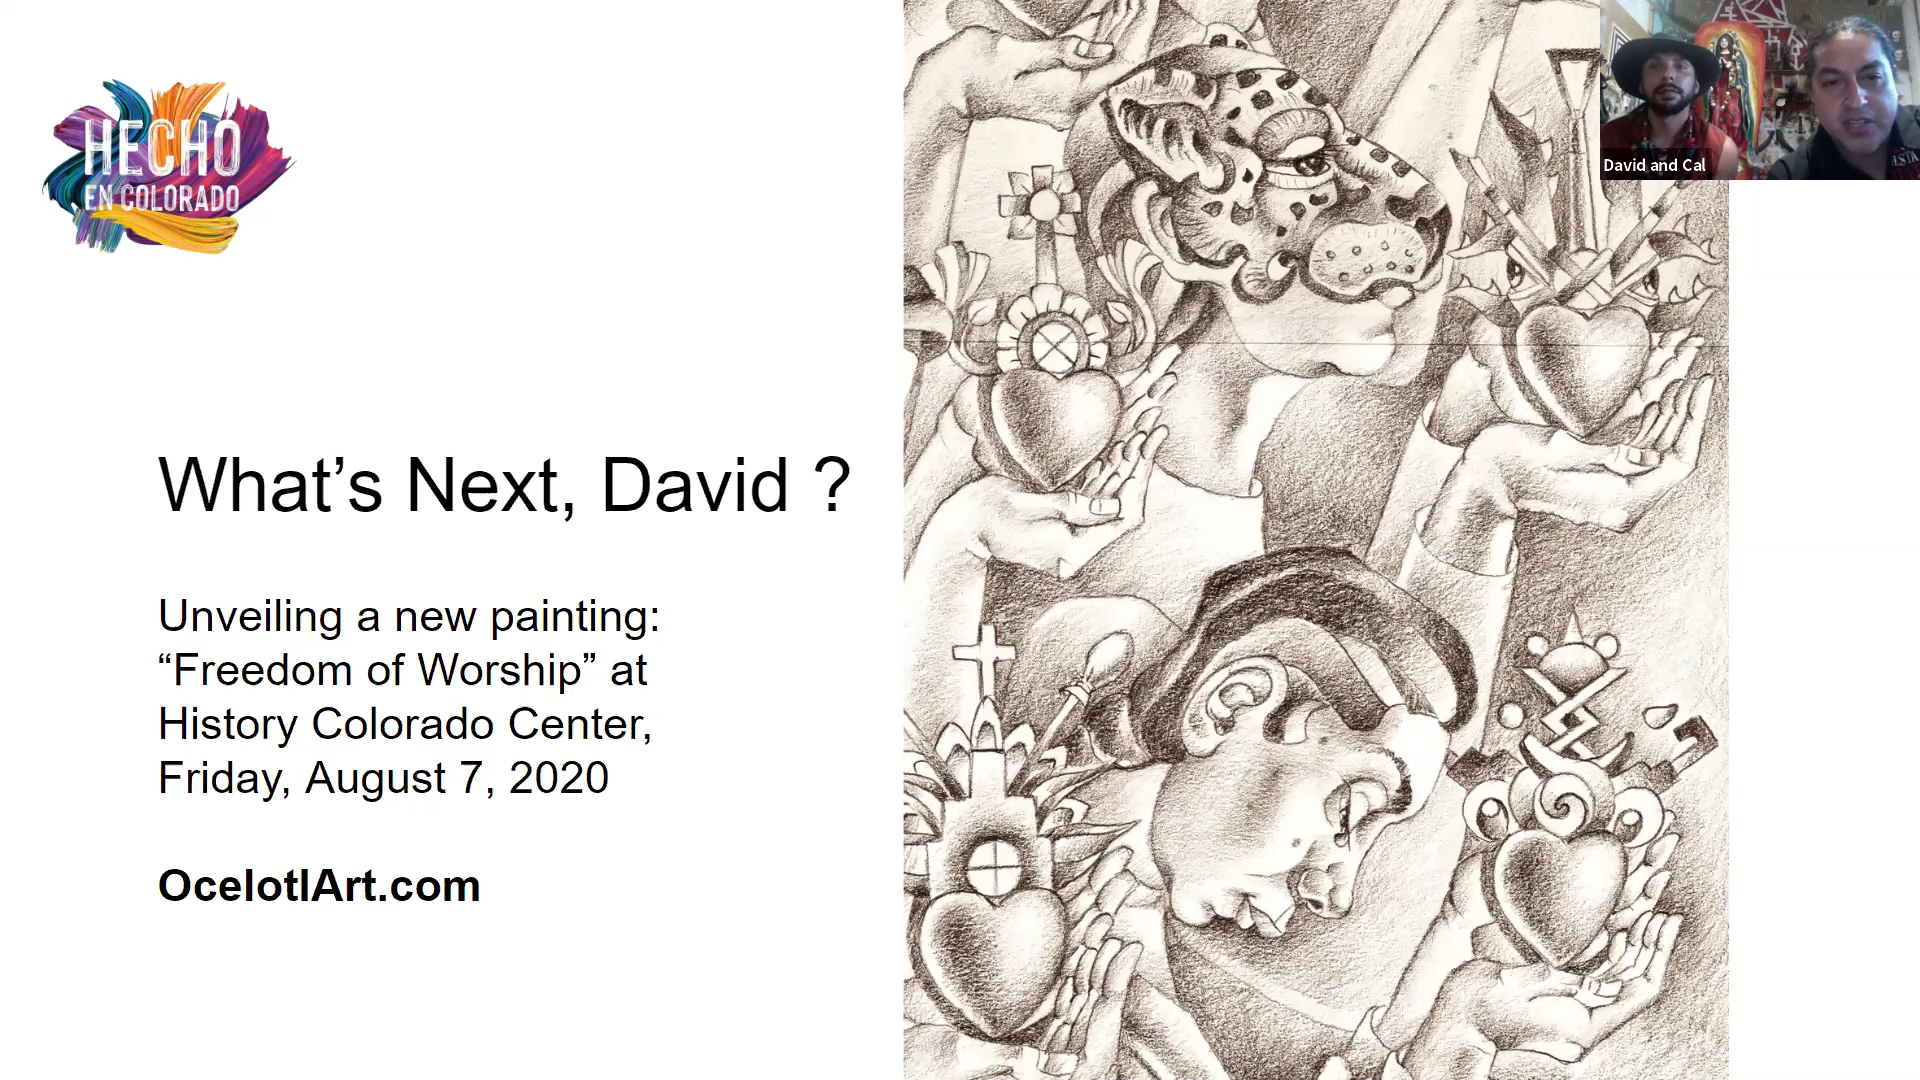 HECHO
EN COLORADO
David and Cal
What’s Next, David ?
Unveiling a new painting:
“Freedom of Worship” at
History Colorado Center,
Friday, August 7, 2020
OcelotlArt.com